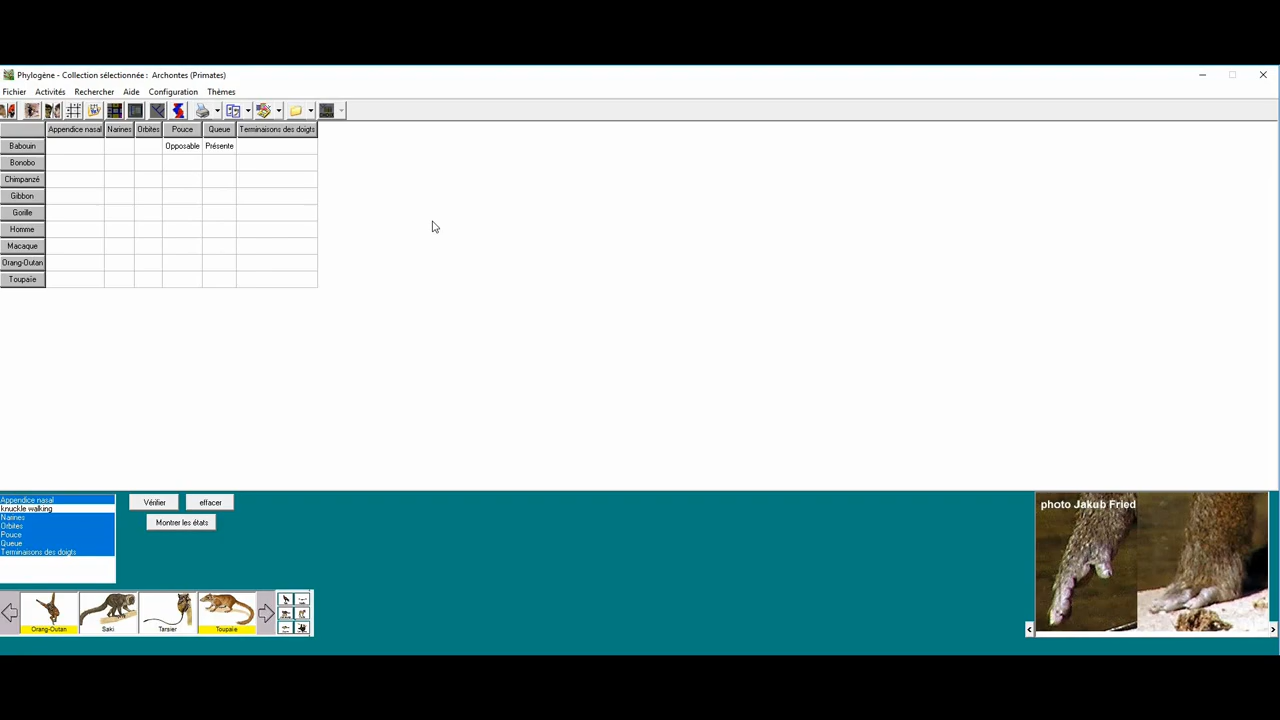 Phylogène - Collection sélectionnée : Archontes (Primates)
Fichier Activités Rechercher Aide Configuration Thèmes
Appendice nasal Narines Orbites Pouce Queue Terminaisons des doigts
Babouin Opposable Présente
Bonobo
Chimpanzé
Gibbon
Gorille
Homme
Macaque
Orang-Outan
Toupaïe
Appendice nasal
knuckle walking
Narines
Orbites
Pouce
Queue
Terminaisons des doigts
Vérifier effacer
Montrer les états
photo Jakub Fried
Orang-Outan Saki Tarsier Toupaïe